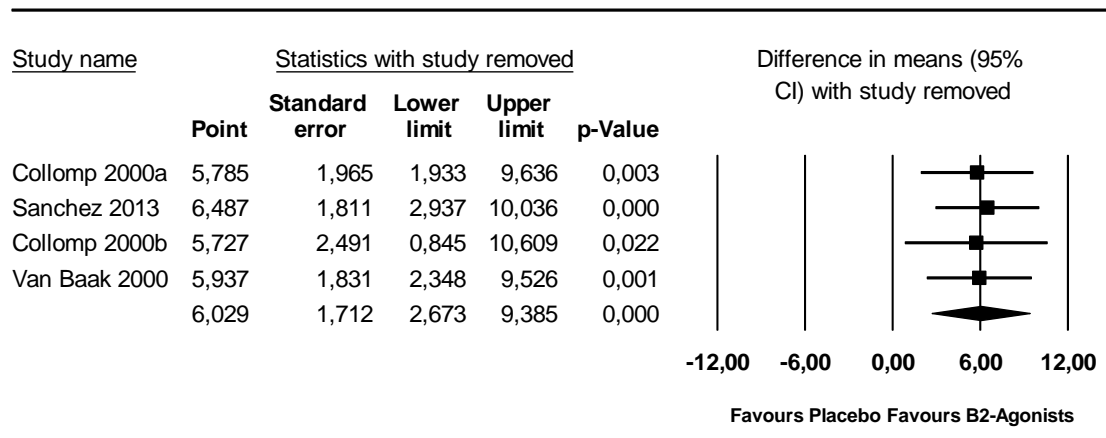 Study name Statistics with study removed Difference in means (95%
CI) with study removed
Standard Lower Upper
Point error limit limit p-Value
Collomp 2000a 5,785 1,965 1,933 9,636 0,003
Sanchez 2013 6,487 1,811 2,937 10,036 0,000
Collomp 2000b 5,727 2,491 0,845 10,609 0,022
Van Baak 2000 5,937 1,831 2,348 9,526 0,001
6,029 1,712 2,673 9,385 0,000
-12,00 -6,00 0,00 6,00 12,00
Favours Placebo Favours B2-Agonists